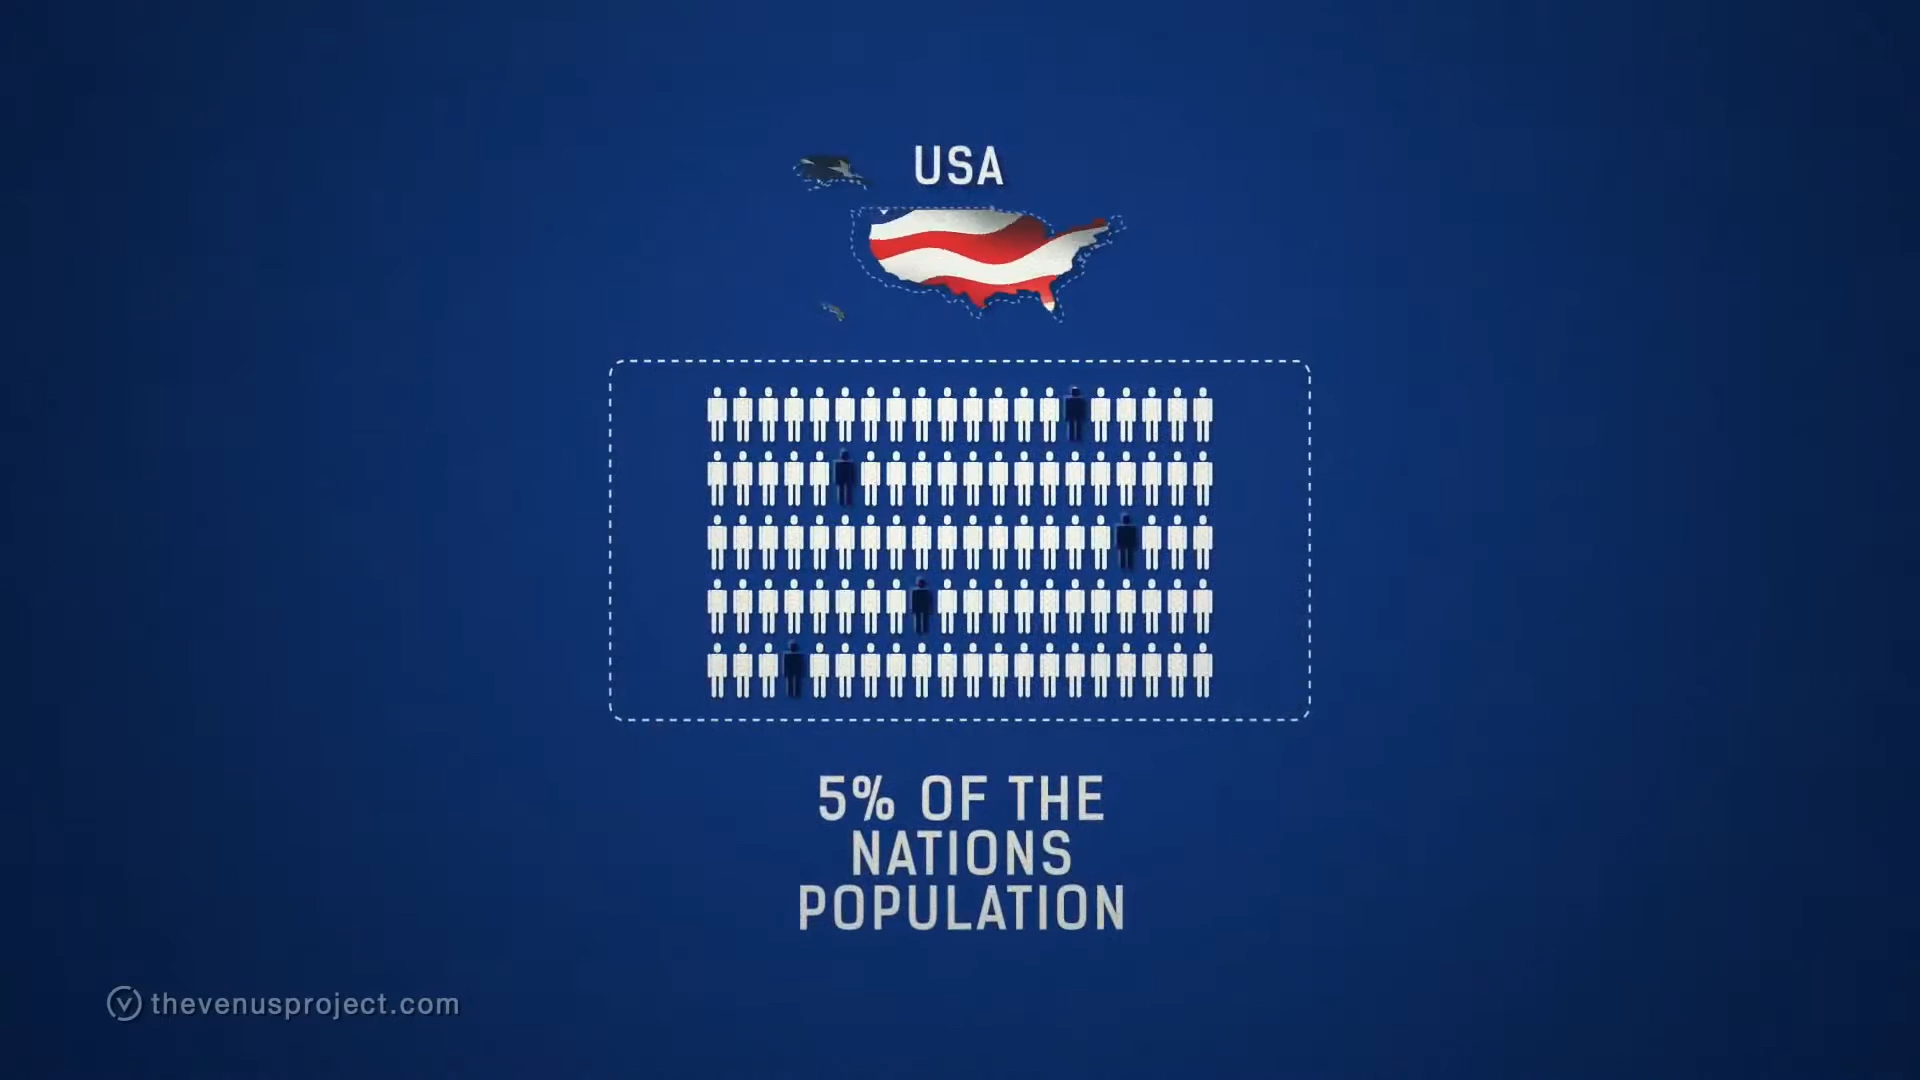 USA
5% OF THE
NATIONS
POPULATION
thevenusproject.com